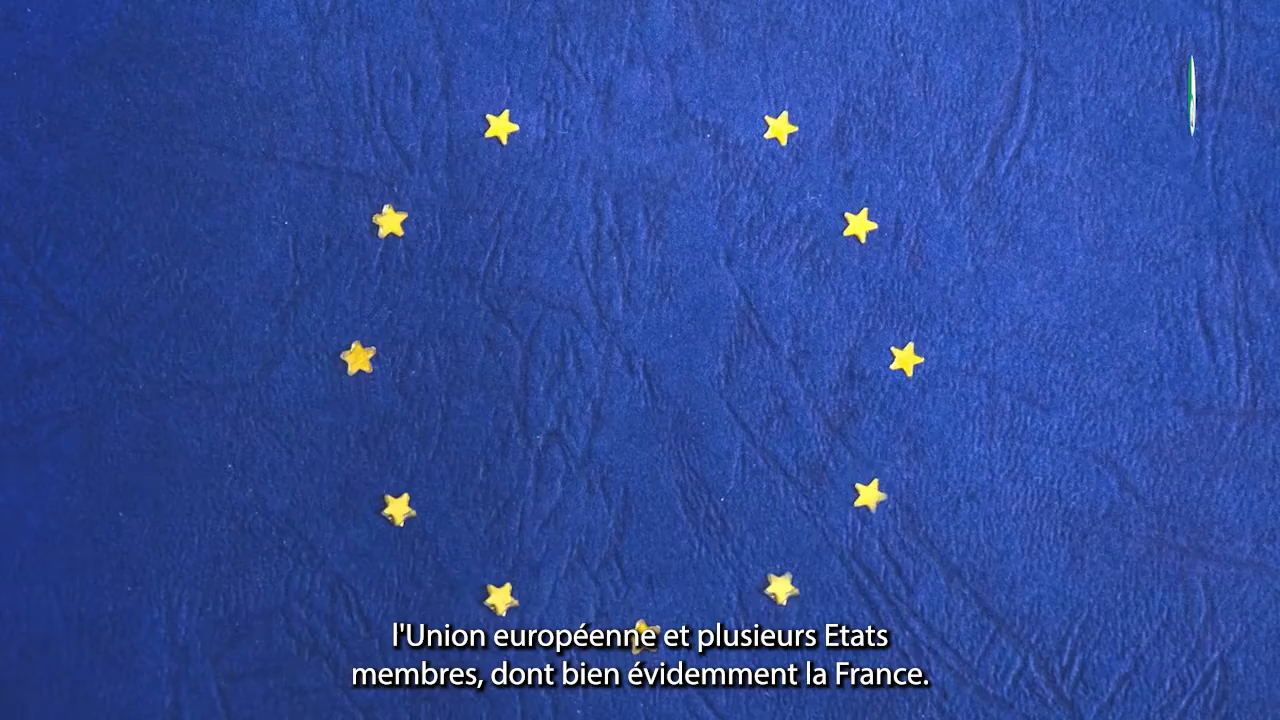 l'Union européenne et plusieurs Etats
membres, dont bien évidemment la France.